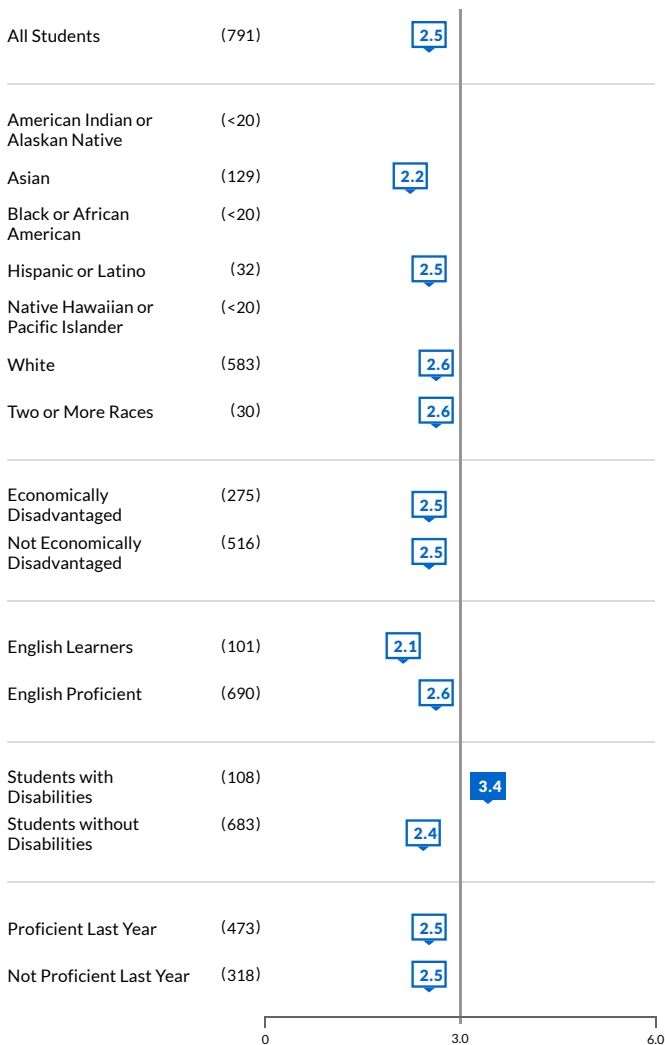 All Students (791) 2.5
American Indian or (<20)
Alaskan Native
Asian (129) 2.2
Black or African (<20)
American
Hispanic or Latino (32) 2.5
Native Hawaiian or (<20)
Pacific Islander
White (583) 2.6
Two or More Races (30) 2.6
Economically (275) 2.5
Disadvantaged
Not Economically (516) 2.5
Disadvantaged
English Learners (101) 2.1
English Proficient (690) 2.6
Students with (108) 3.4
Disabilities
Students without (683) 2.4
Disabilities
Proficient Last Year (473) 2.5
Not Proficient Last Year (318) 2.5
0 3.0 6.0